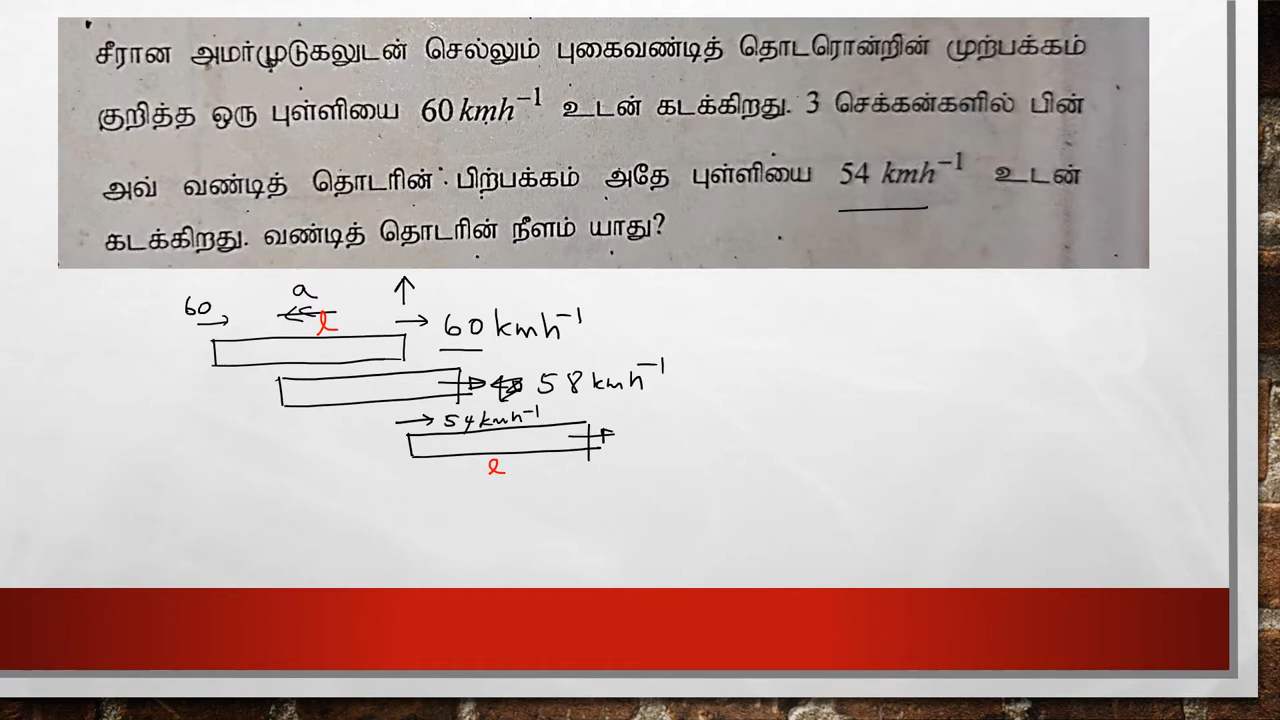 சீரான அமர்முடுகலுடன் செல்லும் புகைவண்டித் தொடரொன்றின் முற்பக்கம்
குறித்த ஒரு புள்ளியை 60 kmh⁻¹ உடன் கடக்கிறது. 3 செக்கன்களில் பின்
அவ் வண்டித் தொடரின் பிற்பக்கம் அதே புள்ளியை 54 kmh⁻¹ உடன்
கடக்கிறது. வண்டித் தொடரின் நீளம் யாது?
60 a
l 60 kmh⁻¹
58 kmh⁻¹
54 kmh⁻¹
l